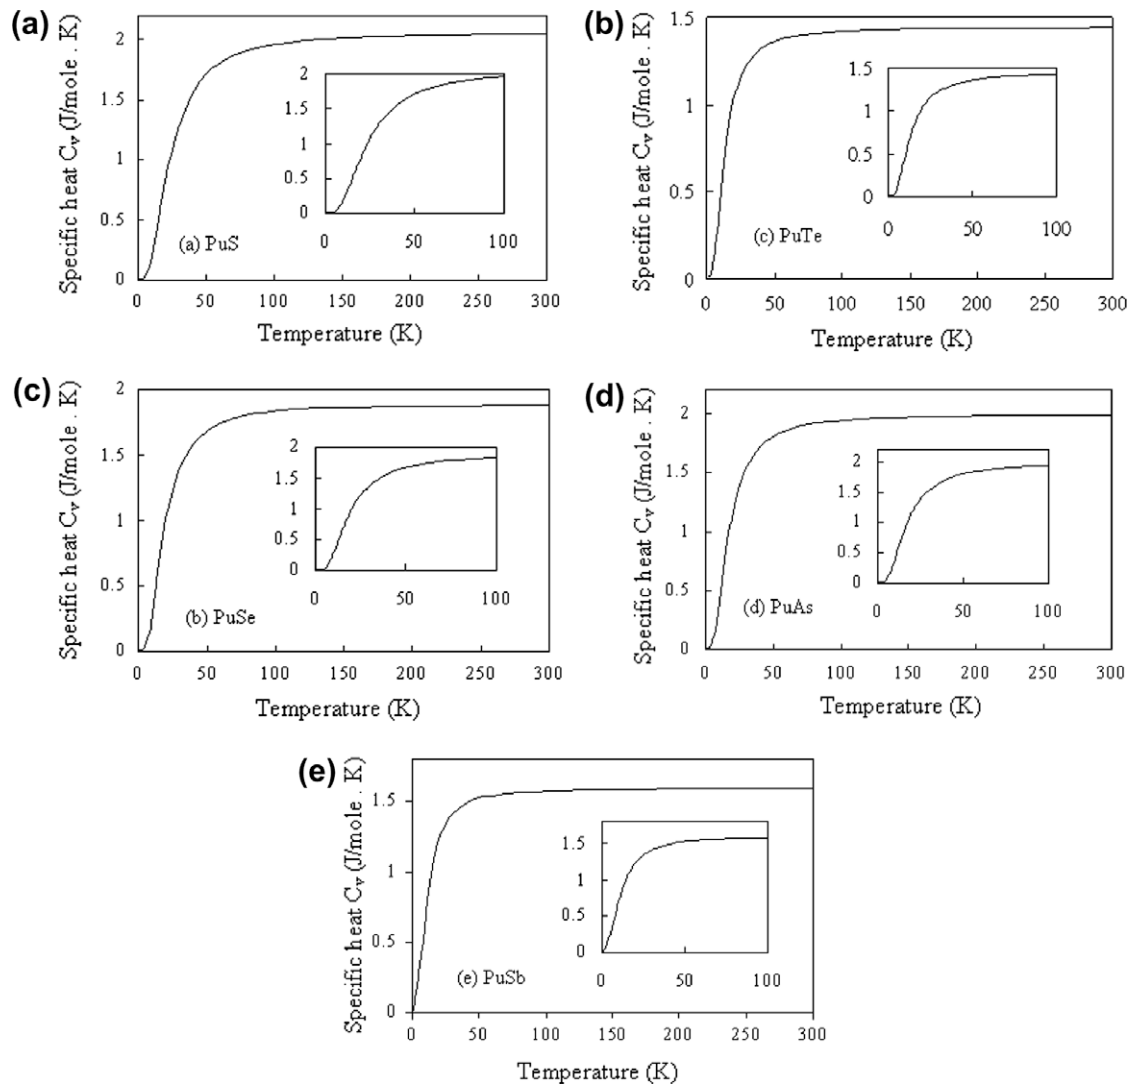 (a)
Specific heat Cv (J/mole . K)
2
1.5
1
0.5
0
0 50 100 150 200 250 300
Temperature (K)
(a) PuS
2
1.5
1
0.5
0
0 50 100
(b)
Specific heat Cv (J/mole . K)
1.5
1
0.5
0
0 50 100 150 200 250 300
Temperature (K)
(c) PuTe
1.5
1
0.5
0
0 50 100
(c)
Specific heat Cv (J/mole . K)
2
1.5
1
0.5
0
0 50 100 150 200 250 300
Temperature (K)
(b) PuSe
2
1.5
1
0.5
0
0 50 100
(d)
Specific heat Cv (J/mole . K)
2
1.5
1
0.5
0
0 50 100 150 200 250 300
Temperature (K)
(d) PuAs
2
1.5
1
0.5
0
0 50 100
(e)
Specific heat Cv (J/mole . K)
1.5
1
0.5
0
0 50 100 150 200 250 300
Temperature (K)
(e) PuSb
1.5
1
0.5
0
0 50 100